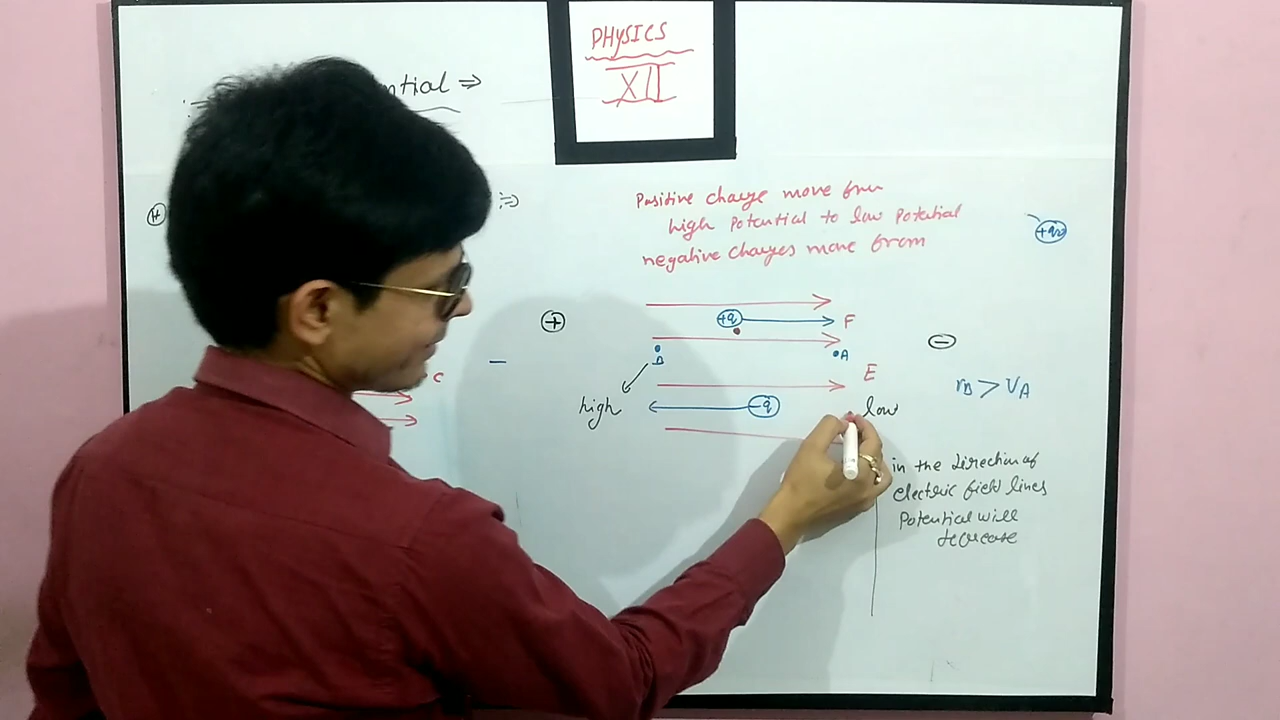 PHYSICS
XII
ntial ⇒
⇒
Positive charge move from
high Potential to low Potential
negative charges move from
+
+q0
+
+q
F
−
B
A
E
c
−
high
−q
low
VB > VA
in the direction of
electric field lines
Potential will
decrease